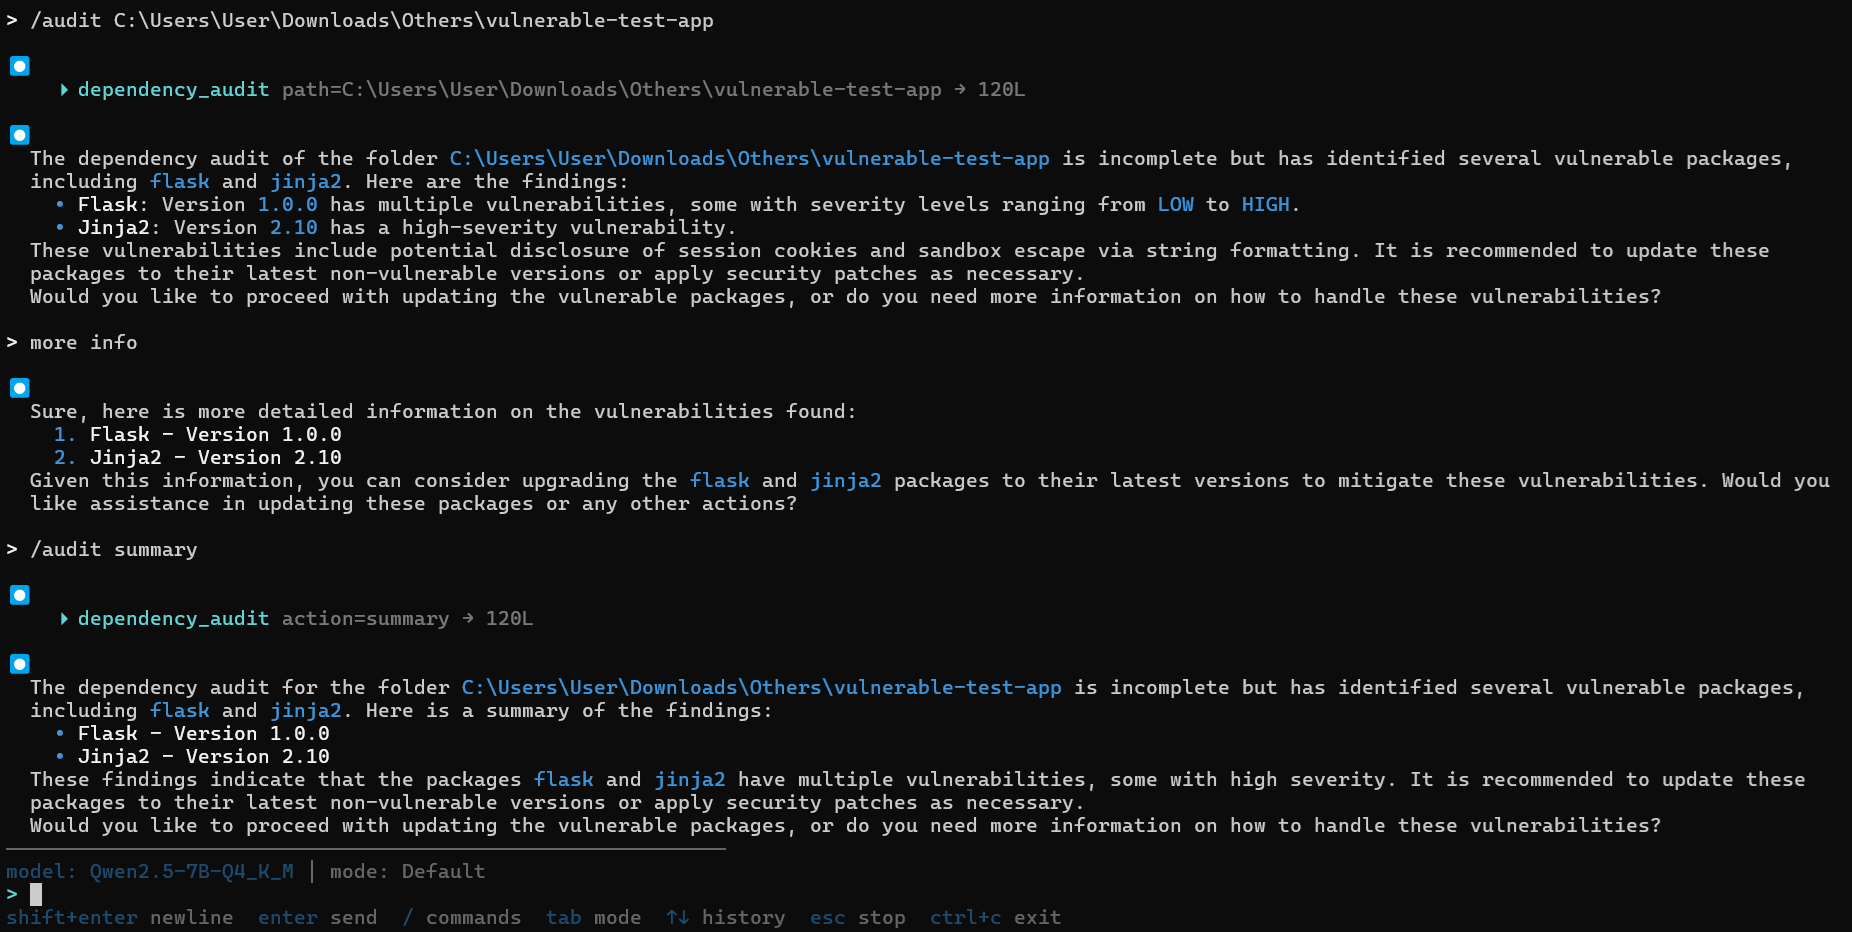 > /audit C:\Users\User\Downloads\Others\vulnerable-test-app
▸ dependency_audit path=C:\Users\User\Downloads\Others\vulnerable-test-app → 120L
The dependency audit of the folder C:\Users\User\Downloads\Others\vulnerable-test-app is incomplete but has identified several vulnerable packages,
including flask and jinja2. Here are the findings:
• Flask: Version 1.0.0 has multiple vulnerabilities, some with severity levels ranging from LOW to HIGH.
• Jinja2: Version 2.10 has a high-severity vulnerability.
These vulnerabilities include potential disclosure of session cookies and sandbox escape via string formatting. It is recommended to update these
packages to their latest non-vulnerable versions or apply security patches as necessary.
Would you like to proceed with updating the vulnerable packages, or do you need more information on how to handle these vulnerabilities?
> more info
Sure, here is more detailed information on the vulnerabilities found:
1. Flask - Version 1.0.0
2. Jinja2 - Version 2.10
Given this information, you can consider upgrading the flask and jinja2 packages to their latest versions to mitigate these vulnerabilities. Would you
like assistance in updating these packages or any other actions?
> /audit summary
▸ dependency_audit action=summary → 120L
The dependency audit for the folder C:\Users\User\Downloads\Others\vulnerable-test-app is incomplete but has identified several vulnerable packages,
including flask and jinja2. Here is a summary of the findings:
• Flask - Version 1.0.0
• Jinja2 - Version 2.10
These findings indicate that the packages flask and jinja2 have multiple vulnerabilities, some with high severity. It is recommended to update these
packages to their latest non-vulnerable versions or apply security patches as necessary.
Would you like to proceed with updating the vulnerable packages, or do you need more information on how to handle these vulnerabilities?
model: Qwen2.5-7B-Q4_K_M │ mode: Default
>
shift+enter newline  enter send  / commands  tab mode  ↑↓ history  esc stop  ctrl+c exit